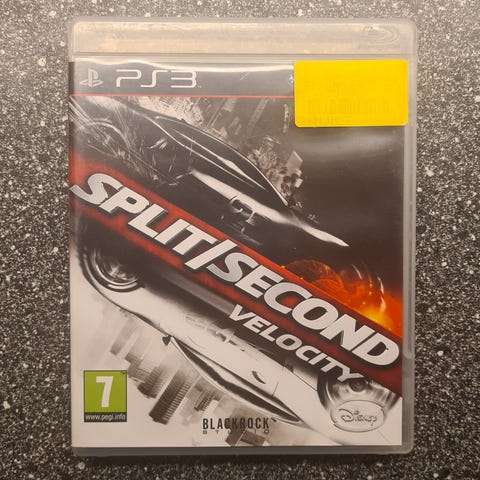 PS3
SPLIT/SECOND
VELOCITY
7
www.pegi.info
BLACKROCK
STUDIO
Disney